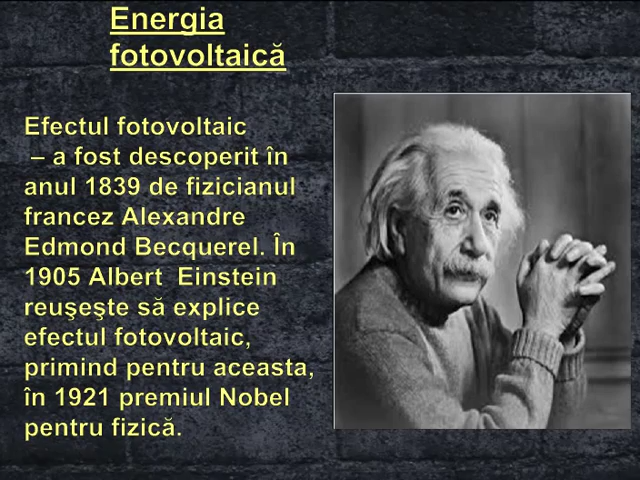 Energia
fotovoltaică
Efectul fotovoltaic
– a fost descoperit în
anul 1839 de fizicianul
francez Alexandre
Edmond Becquerel. În
1905 Albert  Einstein
reuşeşte să explice
efectul fotovoltaic,
primind pentru aceasta,
în 1921 premiul Nobel
pentru fizică.